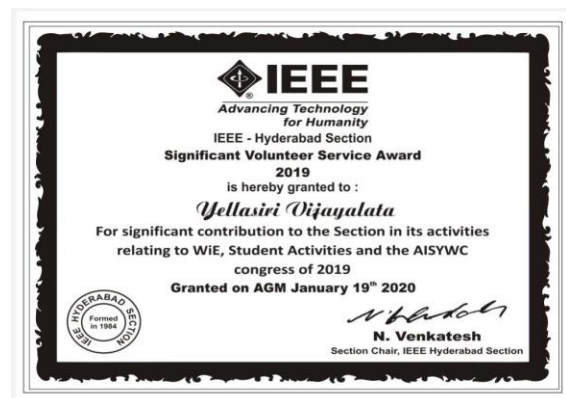 IEEE
Advancing Technology
for Humanity
IEEE - Hyderabad Section
Significant Volunteer Service Award
2019
is hereby granted to :
Yellasiri Vijayalata
For significant contribution to the Section in its activities
relating to WiE, Student Activities and the AISYWC
congress of 2019
Granted on AGM January 19th 2020
IEEE HYDERABAD SECTION
Formed
in 1984
N. Venkatesh
Section Chair, IEEE Hyderabad Section